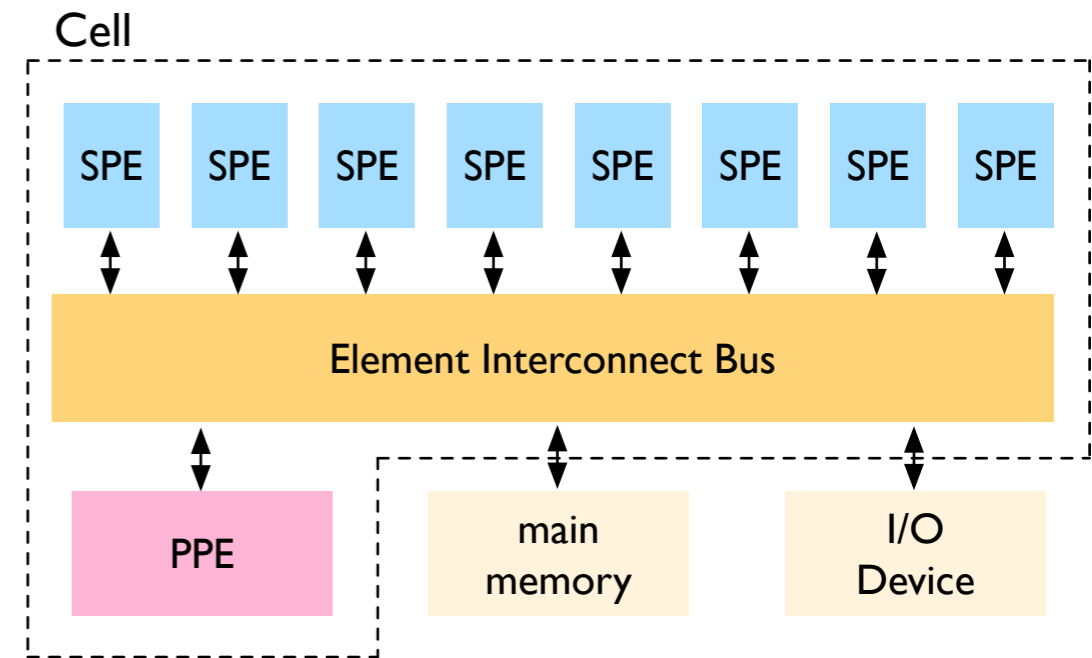 Cell
SPE SPE SPE SPE SPE SPE SPE SPE
Element Interconnect Bus
PPE
main
memory
I/O
Device